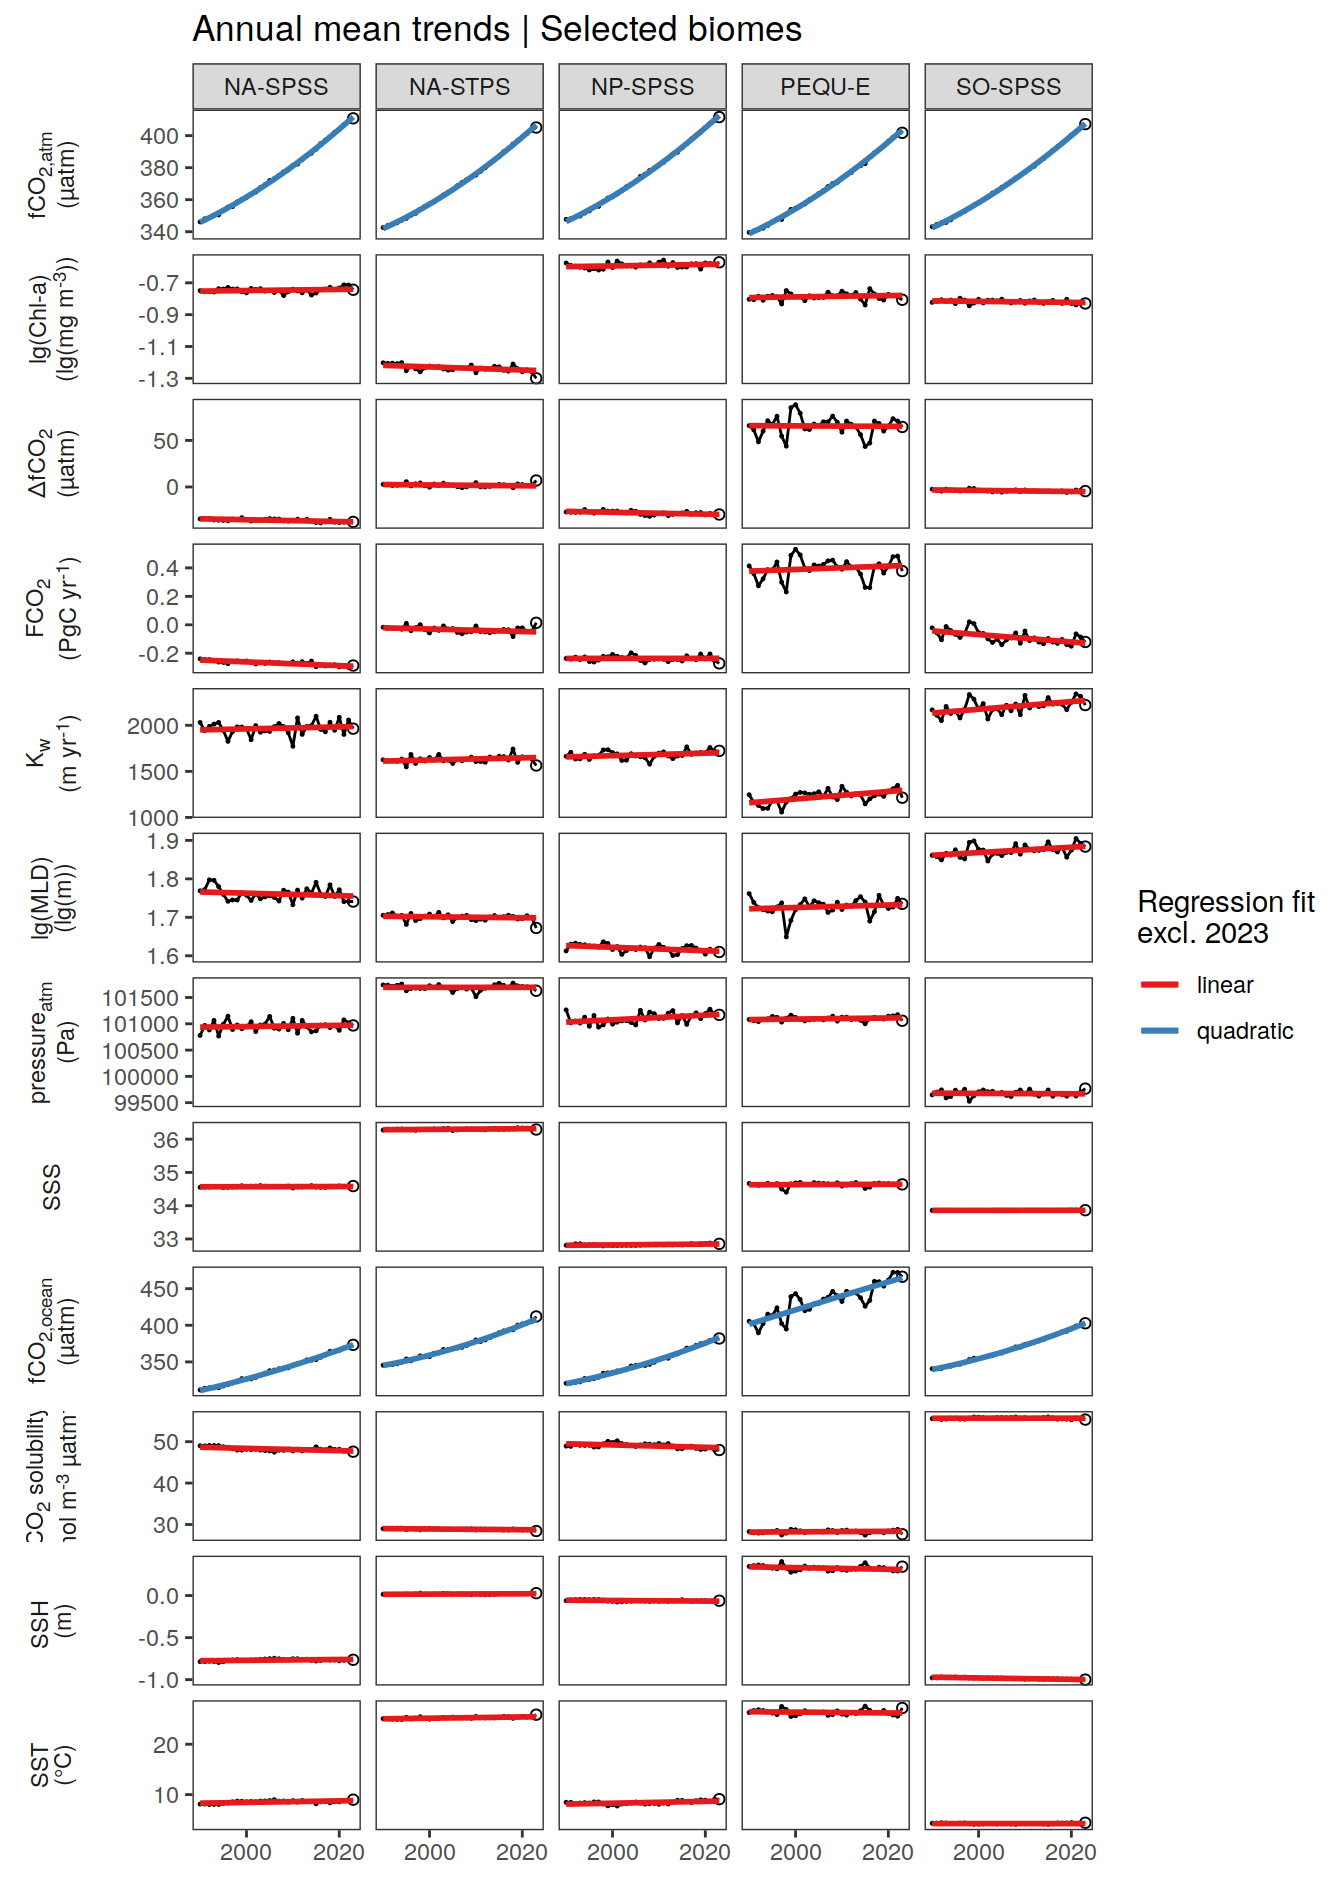 Annual mean trends | Selected biomes
NA-SPSS NA-STPS NP-SPSS PEQU-E SO-SPSS
fCO2,atm
(µatm)
400
380
360
340
lg(Chl-a)
(lg(mg m-3))
-0.7
-0.9
-1.1
-1.3
ΔfCO2
(µatm)
50
0
FCO2
(PgC yr-1)
0.4
0.2
0.0
-0.2
Kw
(m yr-1)
2000
1500
1000
lg(MLD)
(lg(m))
1.9
1.8
1.7
1.6
pressureatm
(Pa)
101500
101000
100500
100000
99500
SSS
36
35
34
33
fCO2,ocean
(µatm)
450
400
350
CO2 solubility
nol m-3 µatm-
50
40
30
SSH
(m)
0.0
-0.5
-1.0
SST
(°C)
20
10
2000 2020 2000 2020 2000 2020 2000 2020 2000 2020
Regression fit
excl. 2023
linear
quadratic